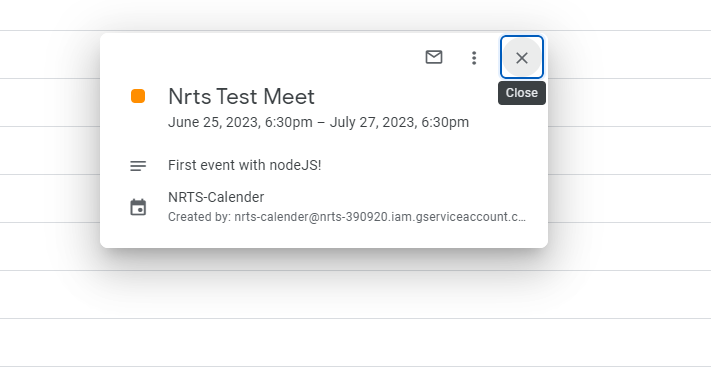 Close
Nrts Test Meet
June 25, 2023, 6:30pm – July 27, 2023, 6:30pm
First event with nodeJS!
NRTS-Calender
Created by: nrts-calender@nrts-390920.iam.gserviceaccount.c...